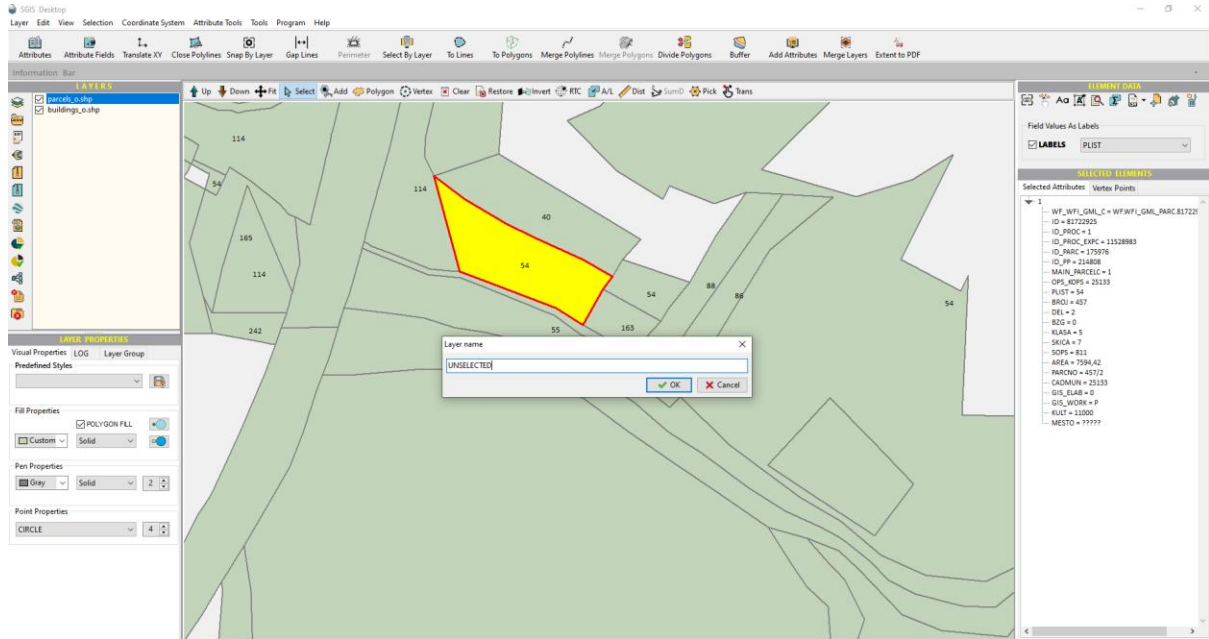 SGIS Desktop
Layer Edit View Selection Coordinate System Attribute Tools Tools Program Help
Attributes Attribute Fields Translate XY Close Polylines Snap By Layer Gap Lines Perimeter Select By Layer To Lines To Polygons Merge Polylines Merge Polygons Divide Polygons Buffer Add Attributes Merge Layers Extent to PDF
Information Bar
LAYERS
parcels_o.shp
buildings_o.shp
Up Down Fit Select Add Polygon Vertex Clear Restore Invert RTC A/L Dist SumD Pick Trans
114
54
114
165
114
242
40
54
54
88
86
54
55
163
Layer name
UNSELECTED
OK Cancel
LAYER PROPERTIES
Visual Properties LOG Layer Group
Predefined Styles
Fill Properties
POLYGON FILL
Custom Solid
Pen Properties
Gray Solid 2
Point Properties
CIRCLE 4
ELEMENT DATA
Aa
Field Values As Labels
LABELS PLIST
SELECTED ELEMENTS
Selected Attributes Vertex Points
1
WF_WFI_GML_C = WF.WFI_GML_PARC.817229
ID = 81722925
ID_PROC = 1
ID_PROC_EXPC = 11528983
ID_PARC = 175976
ID_PP = 214808
MAIN_PARCELC = 1
OPS_KOPS = 25133
PLIST = 54
BROJ = 457
DEL = 2
BZG = 0
KLASA = 5
SKICA = 7
SOPS = 811
AREA = 7594,42
PARCNO = 457/2
CADMUN = 25133
GIS_ELAB = 0
GIS_WORK = P
KULT = 11000
MESTO = ?????